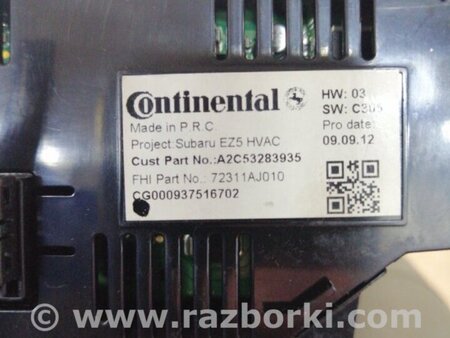 Continental
HW: 03
SW: C305
Made in P.R.C
Pro date:
Project:Subaru EZ5 HVAC
09.09.12
Cust Part No.:A2C53283935
FHI Part No.: 72311AJ010
CG000937516702
© www.razborki.com